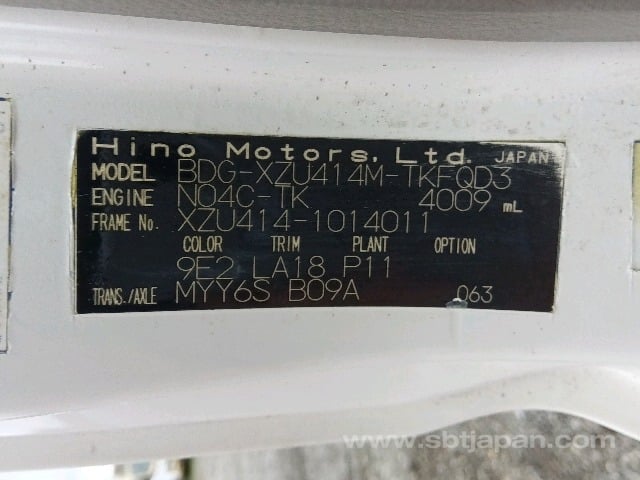 Hino Motors, Ltd. JAPAN
MODEL BDG-XZU414M-TKFQD3
ENGINE N04C-TK 4009 mL
FRAME No. XZU414-1014011
COLOR TRIM PLANT OPTION
9E2 LA18 P11
TRANS./AXLE MYY6S B09A 063
www.sbtjapan.com